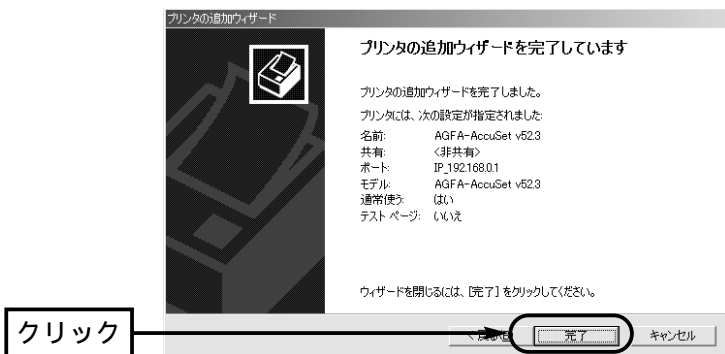 プリンタの追加ウィザード
プリンタの追加ウィザードを完了しています
プリンタの追加ウィザードを完了しました。
プリンタには、次の設定が指定されました:
名前: AGFA-AccuSet v52.3
共有: <非共有>
ポート: IP_192.168.0.1
モデル: AGFA-AccuSet v52.3
通常使う: はい
テスト ページ: いいえ
ウィザードを閉じるには、[完了] をクリックしてください。
クリック
完了
キャンセル